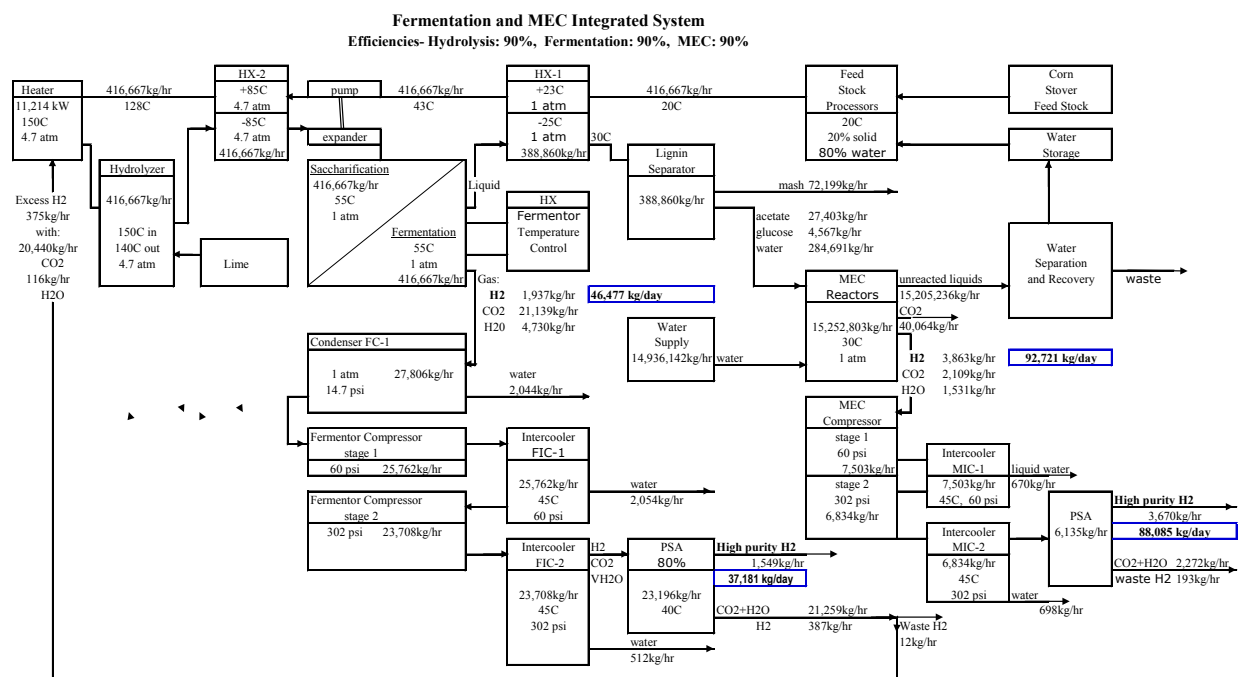 Fermentation and MEC Integrated System
Efficiencies- Hydrolysis: 90%, Fermentation: 90%, MEC: 90%
Heater
11,214 kW
150C
4.7 atm
416,667kg/hr
128C
HX-2
+85C
4.7 atm
-85C
4.7 atm
416,667kg/hr
pump
expander
416,667kg/hr
43C
HX-1
+23C
1 atm
-25C
1 atm
388,860kg/hr
416,667kg/hr
20C
Feed
Stock
Processors
20C
20% solid
80% water
Corn
Stover
Feed Stock
Water
Storage
30C
Hydrolyzer
416,667kg/hr
150C in
140C out
4.7 atm
Lime
Excess H2
375kg/hr
with:
20,440kg/hr
CO2
116kg/hr
H2O
Saccharification
416,667kg/hr
55C
1 atm
Fermentation
55C
1 atm
416,667kg/hr
Liquid
HX
Fermentor
Temperature
Control
Lignin
Separator
388,860kg/hr
mash 72,199kg/hr
acetate 27,403kg/hr
glucose 4,567kg/hr
water 284,691kg/hr
Water
Separation
and Recovery
waste
Gas:
H2 1,937kg/hr
46,477 kg/day
CO2 21,139kg/hr
H20 4,730kg/hr
MEC
Reactors
15,252,803kg/hr
30C
1 atm
unreacted liquids
15,205,236kg/hr
CO2
40,064kg/hr
Water
Supply
14,936,142kg/hr
water
H2 3,863kg/hr
92,721 kg/day
CO2 2,109kg/hr
H2O 1,531kg/hr
Condenser FC-1
1 atm 27,806kg/hr
14.7 psi
water
2,044kg/hr
Fermentor Compressor
stage 1
60 psi 25,762kg/hr
Intercooler
FIC-1
25,762kg/hr
45C
60 psi
water
2,054kg/hr
Fermentor Compressor
stage 2
302 psi 23,708kg/hr
MEC
Compressor
stage 1
60 psi
7,503kg/hr
stage 2
302 psi
6,834kg/hr
Intercooler
MIC-1
7,503kg/hr
45C, 60 psi
liquid water
670kg/hr
Intercooler
MIC-2
6,834kg/hr
45C
302 psi
water
698kg/hr
PSA
6,135kg/hr
High purity H2
3,670kg/hr
88,085 kg/day
CO2+H2O 2,272kg/hr
waste H2 193kg/hr
Intercooler
FIC-2
23,708kg/hr
45C
302 psi
H2
CO2
VH2O
PSA
80%
23,196kg/hr
40C
High purity H2
1,549kg/hr
37,181 kg/day
CO2+H2O 21,259kg/hr
H2 387kg/hr
Waste H2
12kg/hr
water
512kg/hr